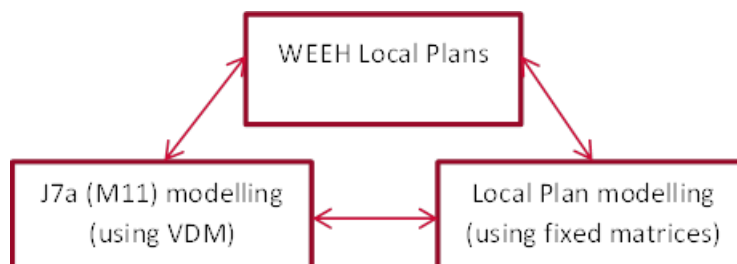 WEEH Local Plans
J7a (M11) modelling
(using VDM)
Local Plan modelling
(using fixed matrices)